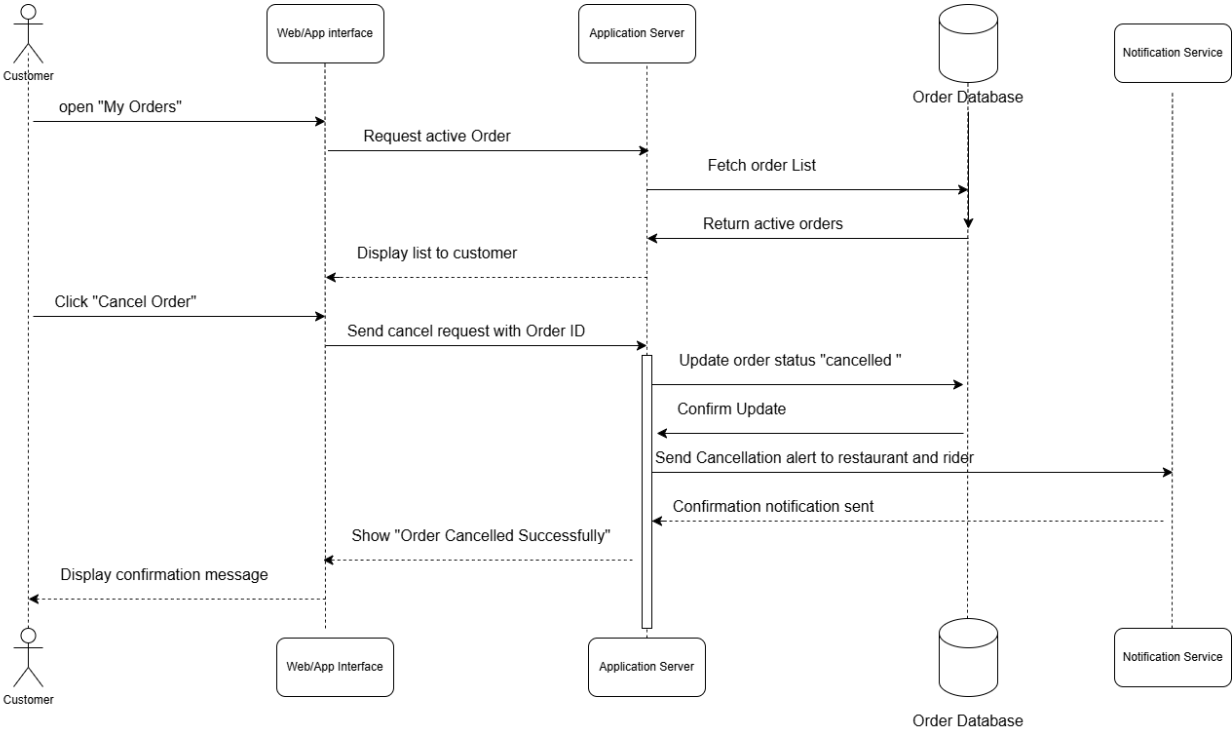 Customer
Web/App interface
Application Server
Order Database
Notification Service
open "My Orders"
Request active Order
Fetch order List
Return active orders
Display list to customer
Click "Cancel Order"
Send cancel request with Order ID
Update order status "cancelled "
Confirm Update
Send Cancellation alert to restaurant and rider
Confirmation notification sent
Show "Order Cancelled Successfully"
Display confirmation message
Customer
Web/App Interface
Application Server
Order Database
Notification Service